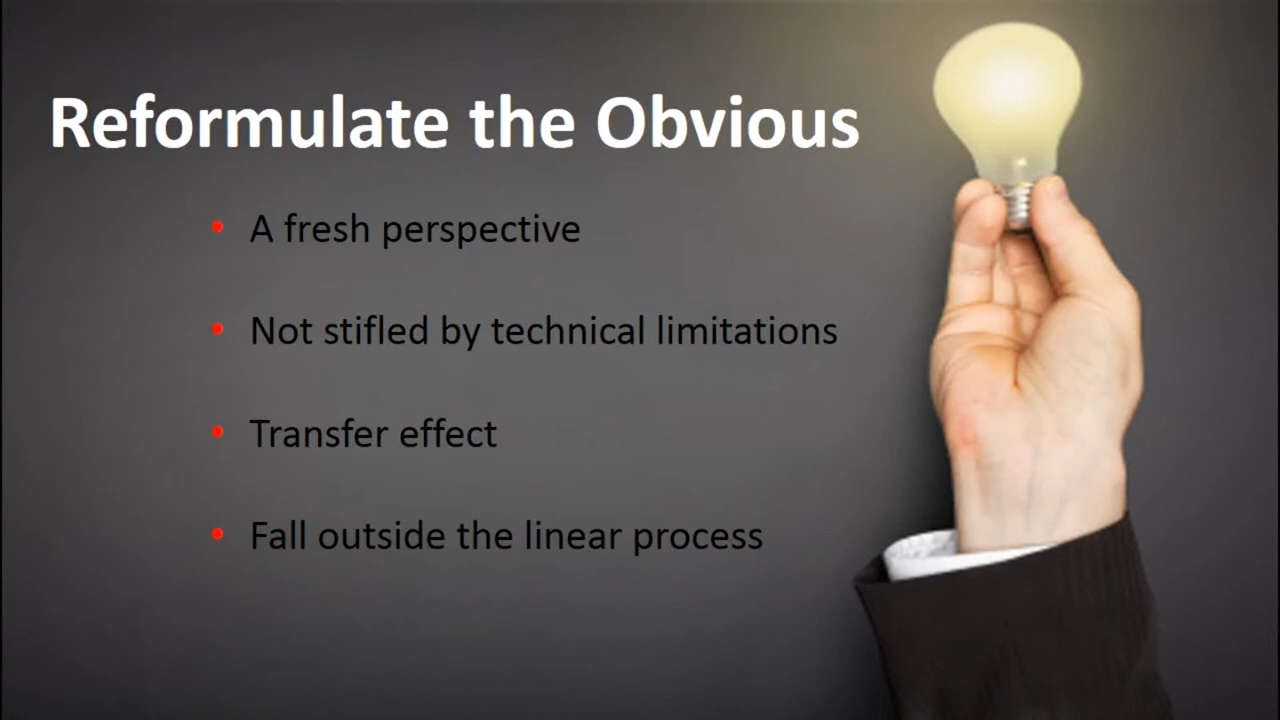 Reformulate the Obvious
• A fresh perspective
• Not stifled by technical limitations
• Transfer effect
• Fall outside the linear process